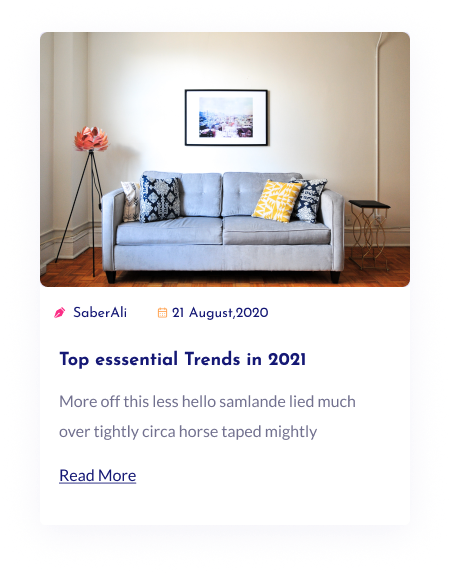 SaberAli
21 August,2020
Top esssential Trends in 2021
More off this less hello samlande lied much
over tightly circa horse taped mightly
Read More